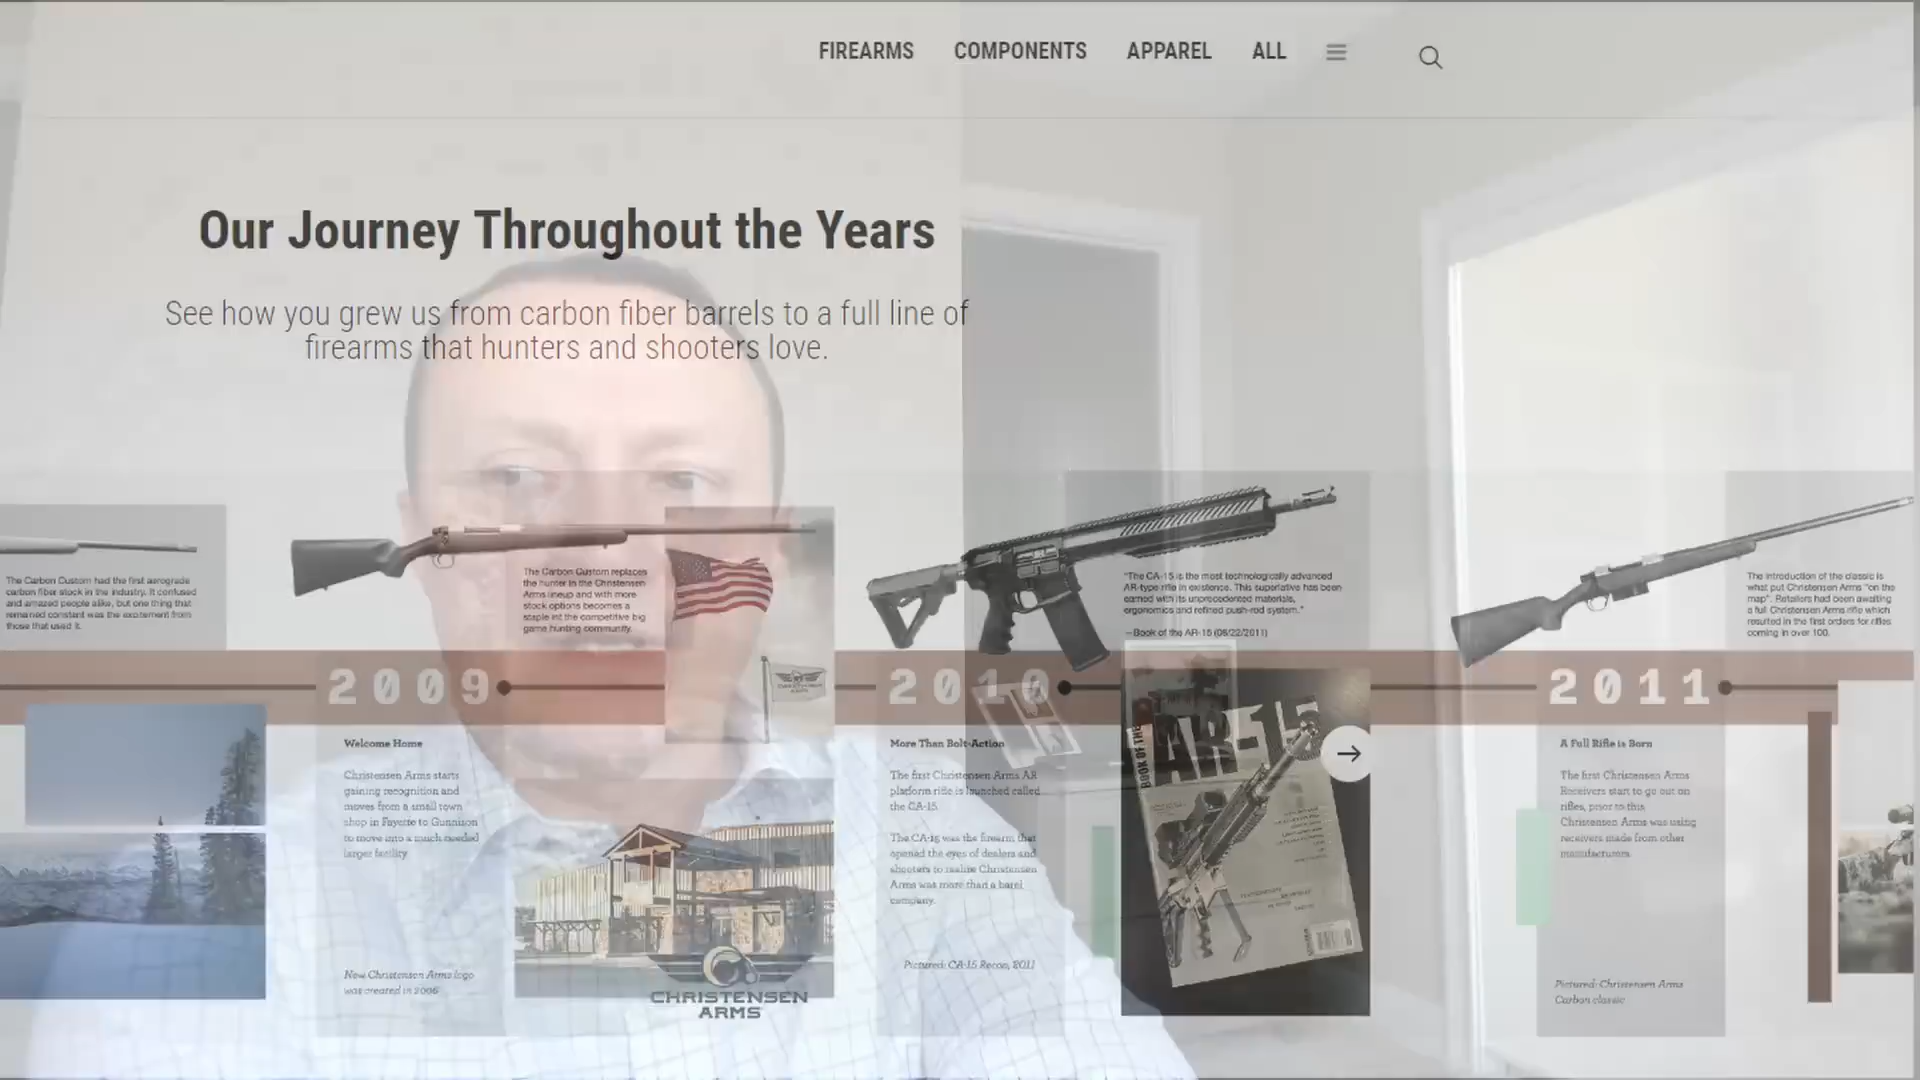 FIREARMS COMPONENTS APPAREL ALL
Our Journey Throughout the Years
See how you grew us from carbon fiber barrels to a full line of
firearms that hunters and shooters love.
The Carbon Custom had the first aerograde
carbon fiber stock in the industry. It confused
and amazed people alike, but one thing that
remained constant was the excitement from
those that used it.
The Carbon Custom replaces
the hunter in the Christensen
Arms lineup and with more
stock options becomes a
staple int the competitive big
game hunting community.
"The CA-15 is the most technologically advanced
AR-type rifle in existence. This superlative has been
earned with its unprecedented materials,
ergonomics and refined push-rod system."
—Book of the AR-15 (06/22/2011)
The introduction of the classic is
what put Christensen Arms "on the
map". Retailers had been awaiting
a full Christensen Arms rifle which
resulted in the first orders for rifles
coming in over 100.
2009
2010
2011
Welcome Home
Christensen Arms starts
gaining recognition and
moves from a small town
shop in Fayette to Gunnison
to move into a much needed
larger facility.
New Christensen Arms logo
was created in 2006
CHRISTENSEN
ARMS
More Than Bolt-Action
The first Christensen Arms AR
platform rifle is launched called
the CA-15.
The CA-15 was the firearm that
opened the eyes of dealers and
shooters to realize Christensen
Arms was more than a barel
company.
Pictured: CA-15 Recon, 2011
BOOK OF THE
AR-15
A Full Rifle is Born
The first Christensen Arms
Receivers start to go out on
rifles, prior to this
Christensen Arms was using
receivers made from other
manufacturers.
Pictured: Christensen Arms
Carbon classic